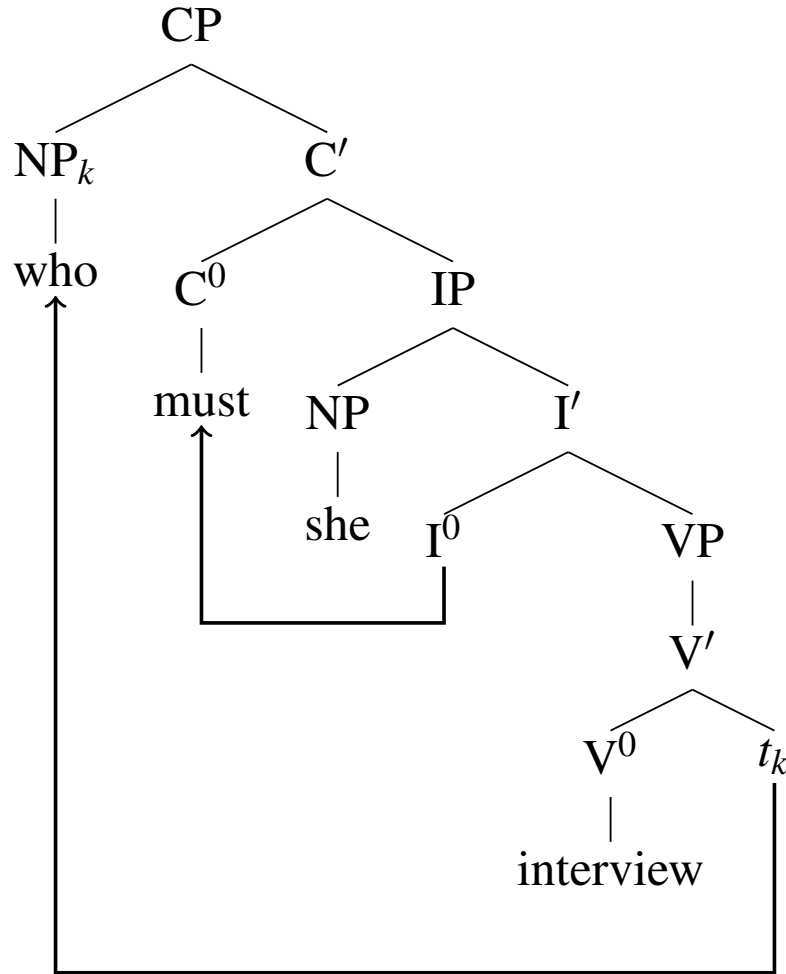 CP
NPₖ C′
who C⁰ IP
must NP I′
she I⁰ VP
V′
V⁰ tₖ
interview